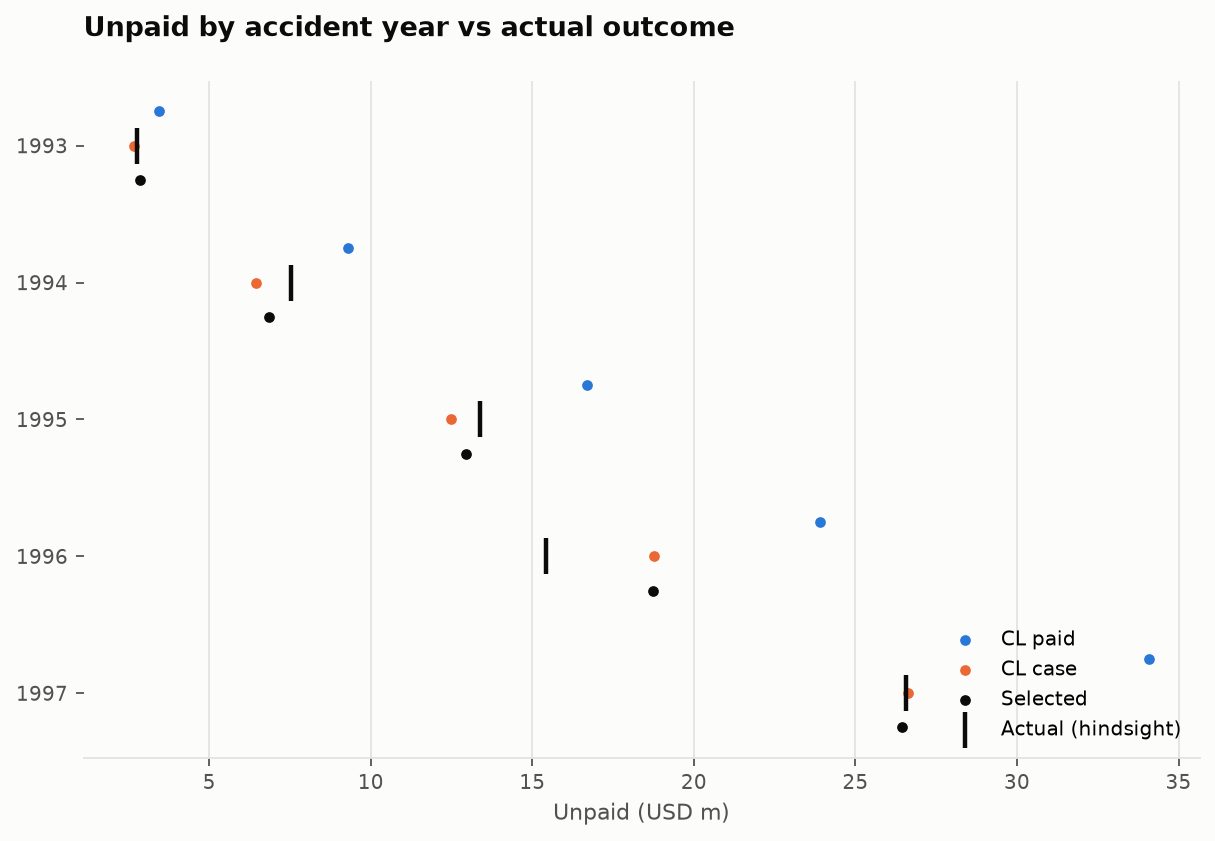 Unpaid by accident year vs actual outcome
1993
1994
1995
1996
1997
CL paid
CL case
Selected
Actual (hindsight)
5 10 15 20 25 30 35
Unpaid (USD m)